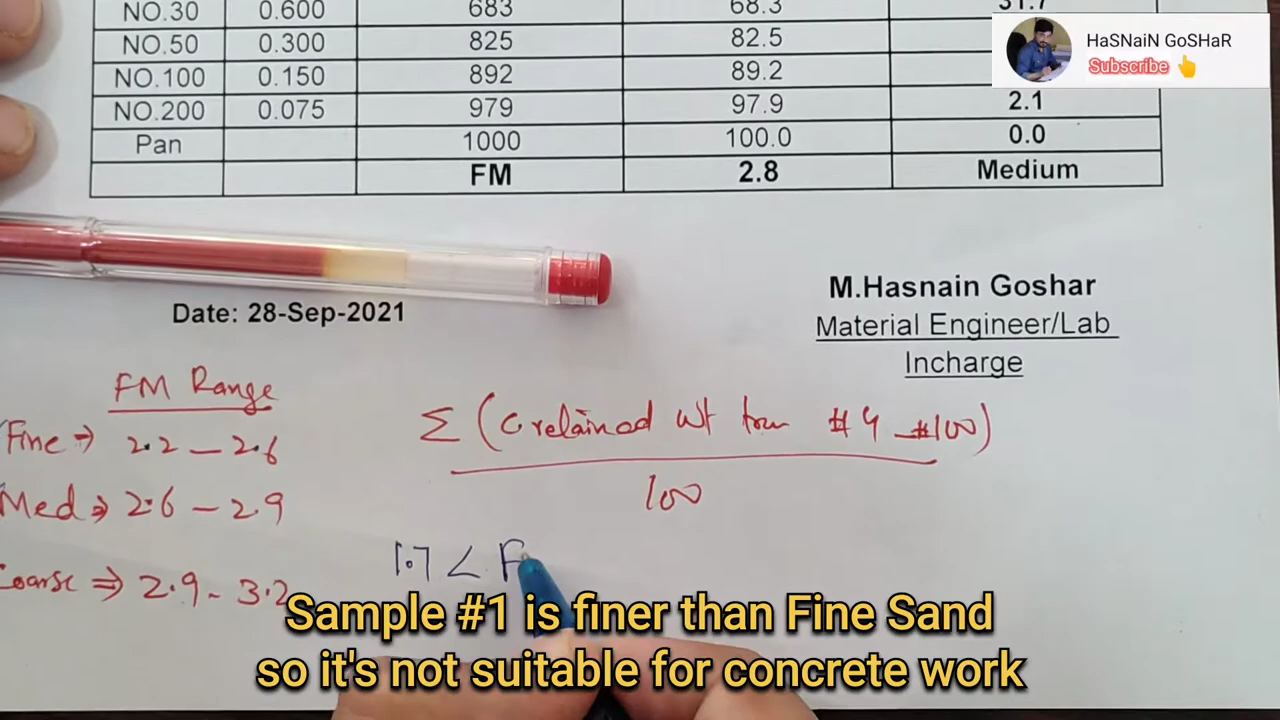 NO.30 0.600 683 68.3 31.7
NO.50 0.300 825 82.5
NO.100 0.150 892 89.2
NO.200 0.075 979 97.9 2.1
Pan 1000 100.0 0.0
FM 2.8 Medium
HaSNaiN GoSHaR
Subscribe 👆
M.Hasnain Goshar
Date: 28-Sep-2021
Material Engineer/Lab
Incharge
FM Range
Fine ⇒ 2.2 – 2.6
Med ⇒ 2.6 – 2.9
Coarse ⇒ 2.9 - 3.2
Σ (C retained wt from #4 – #100)
100
1.7 < F
Sample #1 is finer than Fine Sand
so it's not suitable for concrete work